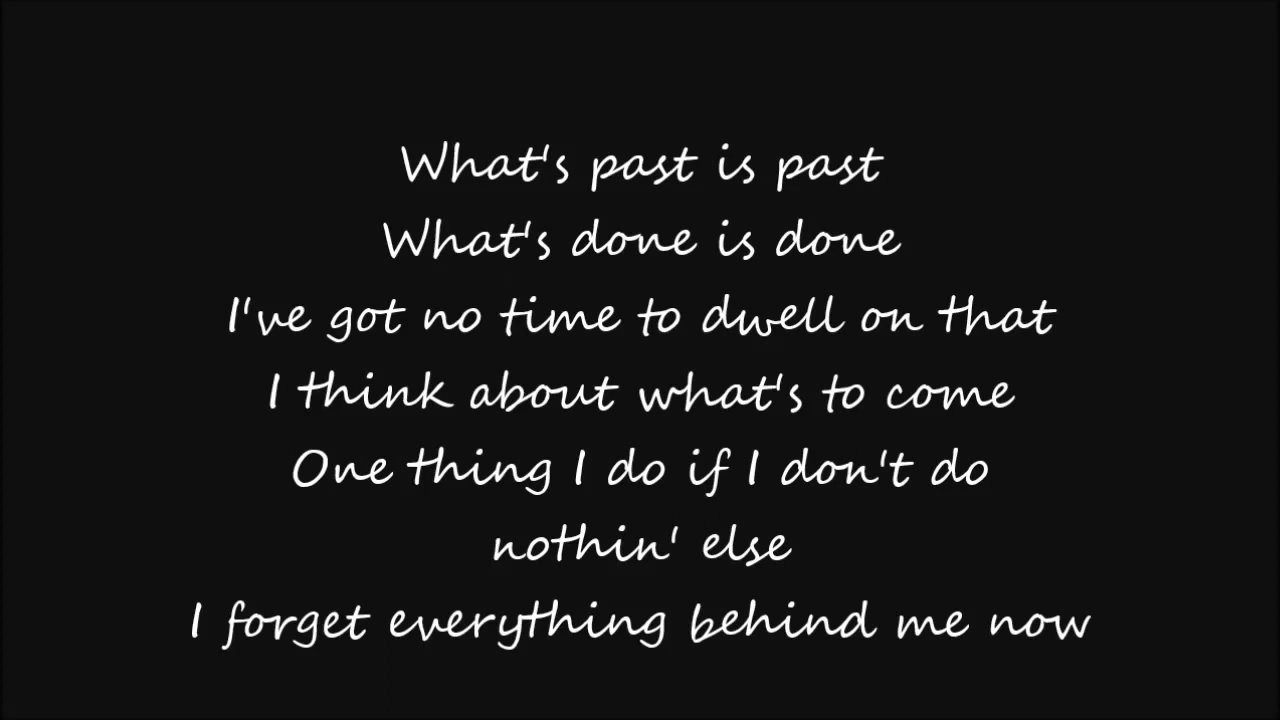 What's past is past
What's done is done
I've got no time to dwell on that
I think about what's to come
One thing I do if I don't do
nothin' else
I forget everything behind me now